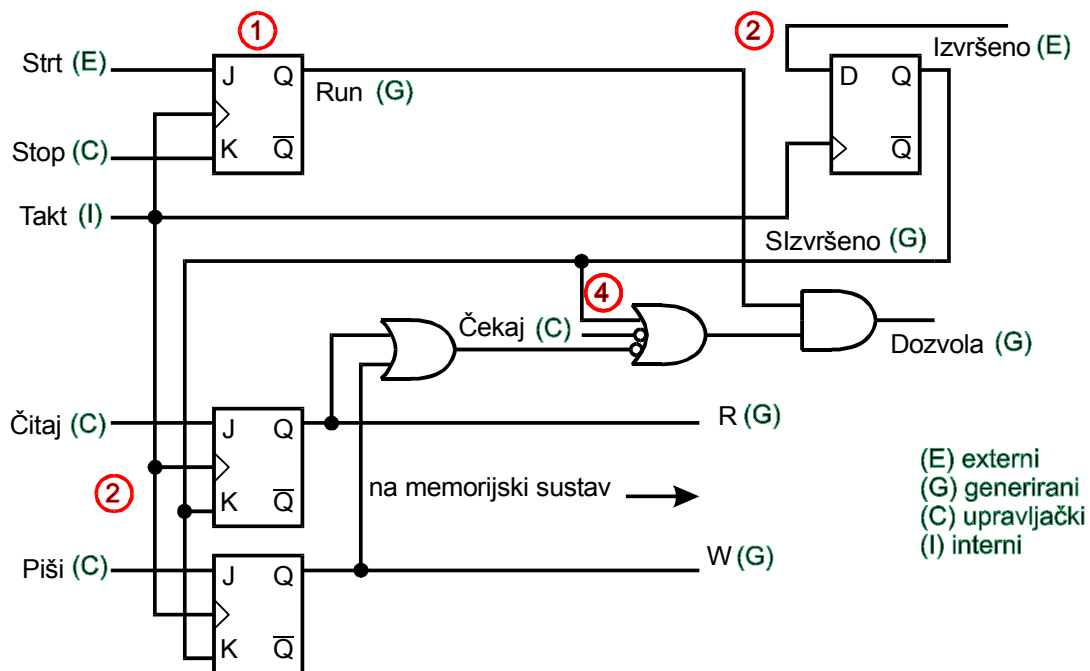 1
2
Strt (E)
J Q
Run (G)
Izvršeno (E)
D Q
Stop (C)
K Q
Q
Takt (I)
SIzvršeno (G)
4
Čekaj (C)
Dozvola (G)
Čitaj (C)
J Q
R (G)
2
K Q
na memorijski sustav
(E) externi
(G) generirani
(C) upravljački
(I) interni
Piši (C)
J Q
W (G)
K Q